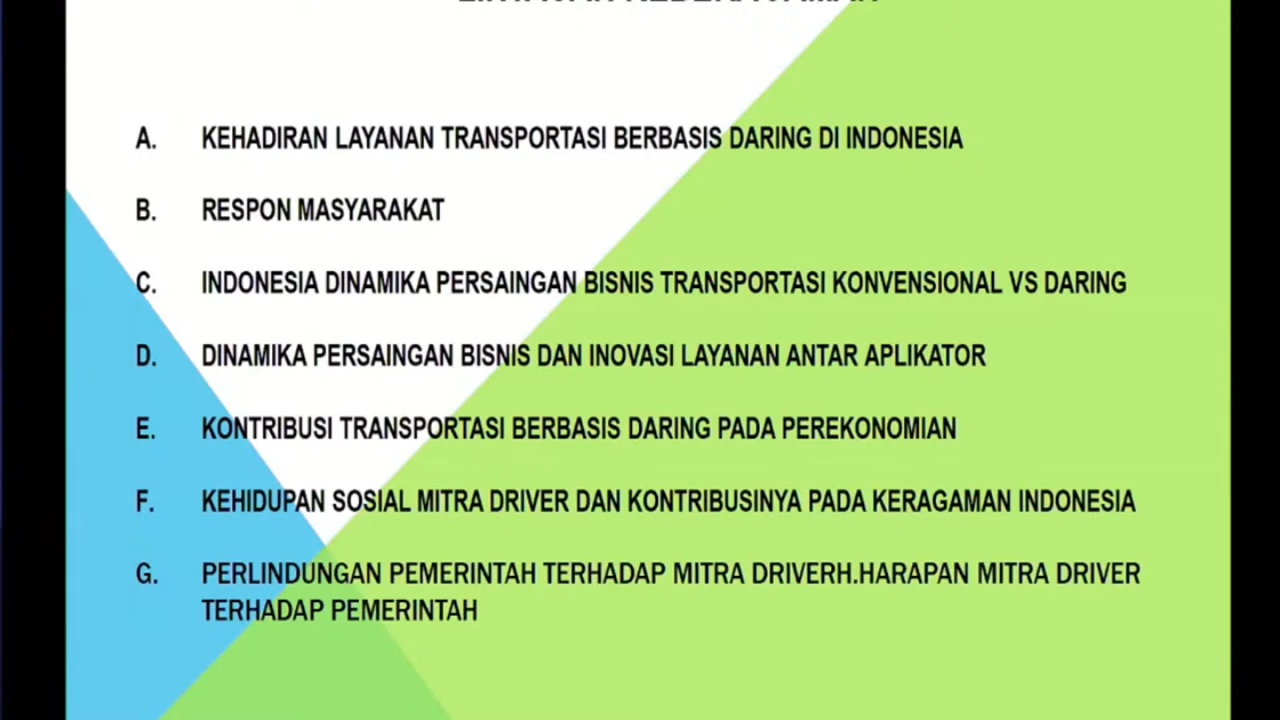 A. KEHADIRAN LAYANAN TRANSPORTASI BERBASIS DARING DI INDONESIA
B. RESPON MASYARAKAT
C. INDONESIA DINAMIKA PERSAINGAN BISNIS TRANSPORTASI KONVENSIONAL VS DARING
D. DINAMIKA PERSAINGAN BISNIS DAN INOVASI LAYANAN ANTAR APLIKATOR
E. KONTRIBUSI TRANSPORTASI BERBASIS DARING PADA PEREKONOMIAN
F. KEHIDUPAN SOSIAL MITRA DRIVER DAN KONTRIBUSINYA PADA KERAGAMAN INDONESIA
G. PERLINDUNGAN PEMERINTAH TERHADAP MITRA DRIVERH.HARAPAN MITRA DRIVER
TERHADAP PEMERINTAH